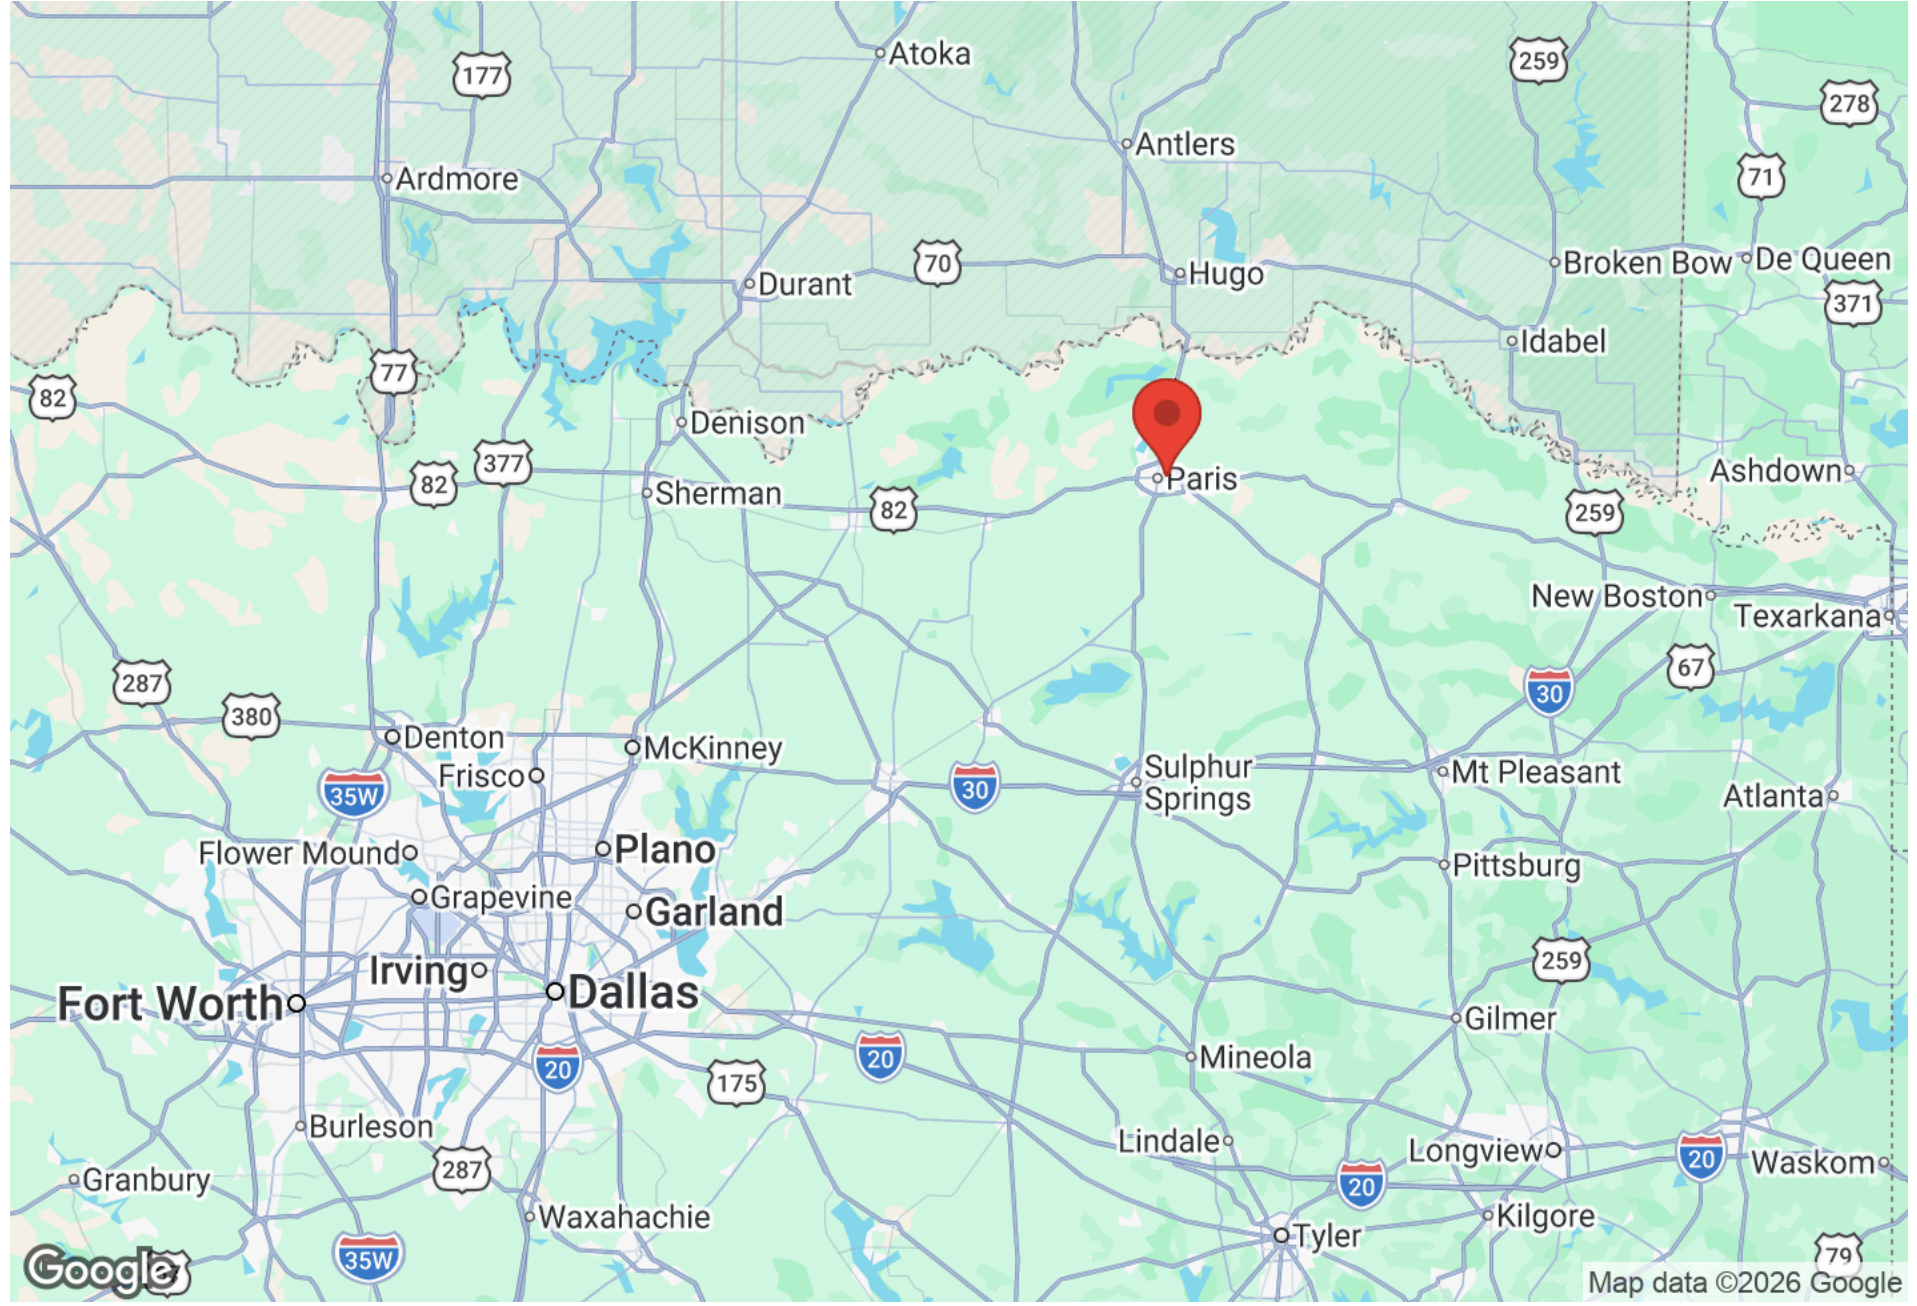 Atoka
177
259
278
Antlers
Ardmore
71
70
Durant
Hugo
Broken Bow
De Queen
371
Idabel
77
82
Denison
377
82
Sherman
82
Paris
Ashdown
259
New Boston
Texarkana
287
67
30
380
Denton
McKinney
Frisco
35W
30
Sulphur
Springs
Mt Pleasant
Atlanta
Flower Mound
Plano
Pittsburg
Grapevine
Garland
Irving
259
Fort Worth
Dallas
Gilmer
20
20
175
Mineola
Burleson
Lindale
Longview
20
Waskom
287
Granbury
20
Waxahachie
Kilgore
Tyler
35W
79
Google
Map data ©2026 Google